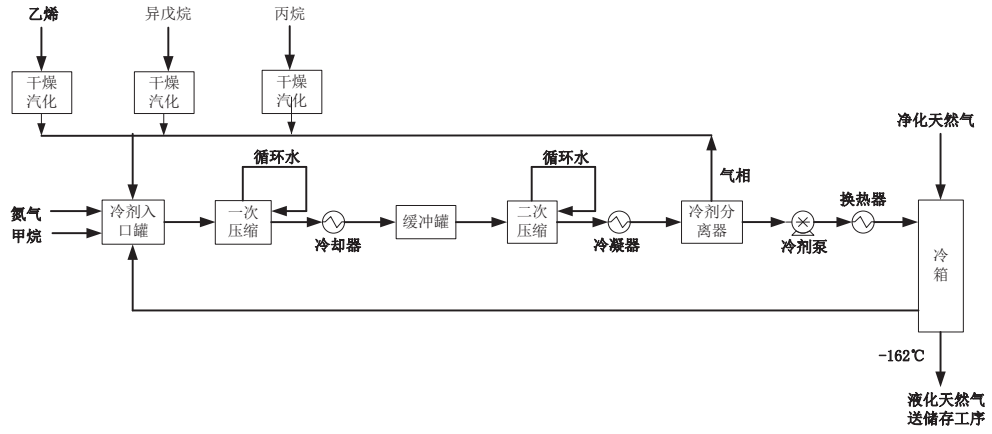 乙烯
异戊烷
丙烷
干燥
汽化
干燥
汽化
干燥
汽化
净化天然气
循环水
循环水
气相
换热器
氮气
甲烷
冷剂入
口罐
一次
压缩
冷却器
缓冲罐
二次
压缩
冷凝器
冷剂分
离器
冷剂泵
冷
箱
-162℃
液化天然气
送储存工序